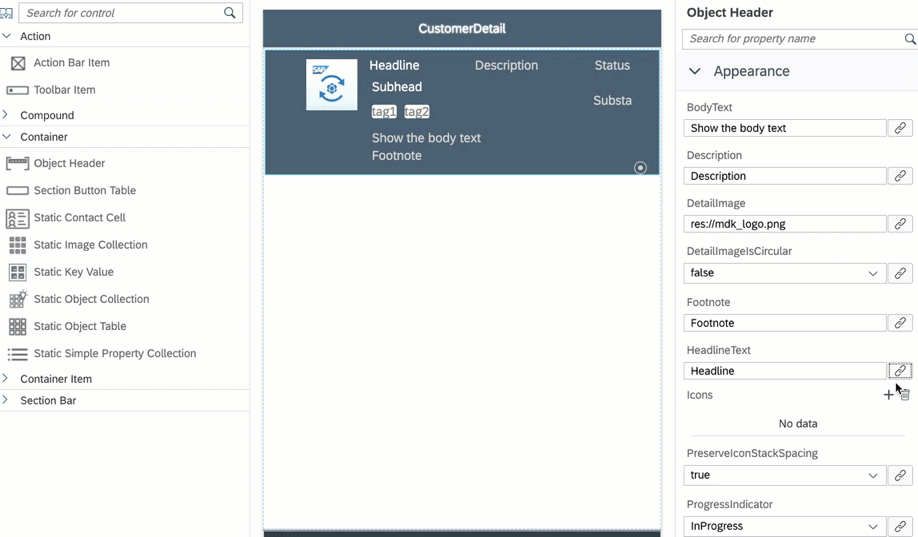 Search for control
Action
Action Bar Item
Toolbar Item
Compound
Container
Object Header
Section Button Table
Static Contact Cell
Static Image Collection
Static Key Value
Static Object Collection
Static Object Table
Static Simple Property Collection
Container Item
Section Bar
CustomerDetail
SAP
Headline Description Status
Subhead
Substa
tag1 tag2
Show the body text
Footnote
Object Header
Search for property name
Appearance
BodyText
Show the body text
Description
Description
DetailImage
res://mdk_logo.png
DetailImageIsCircular
false
Footnote
Footnote
HeadlineText
Headline
Icons
No data
PreserveIconStackSpacing
true
ProgressIndicator
InProgress